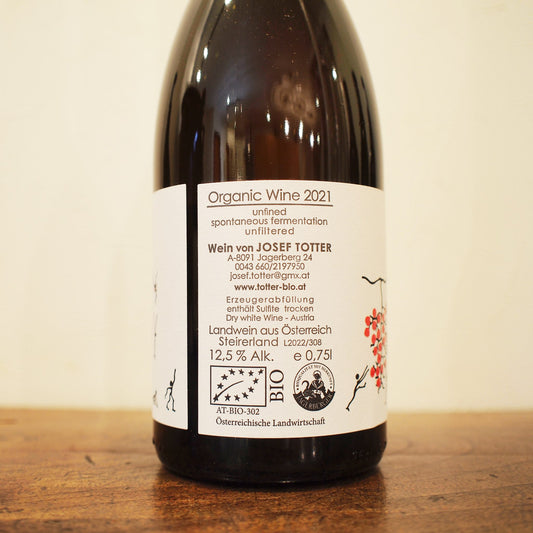 Organic Wine 2021
unfined
spontaneous fermentation
unfiltered
Wein von JOSEF TOTTER
A-8091 Jagerberg 24
0043 660/2197950
josef.totter@gmx.at
www.totter-bio.at
Erzeugerabfüllung
enthält Sulfite trocken
Dry white Wine - Austria
Landwein aus Österreich
Steirerland L2022/308
12,5 % Alk. e 0,75l
BIO
AT-BIO-302
Österreichische Landwirtschaft